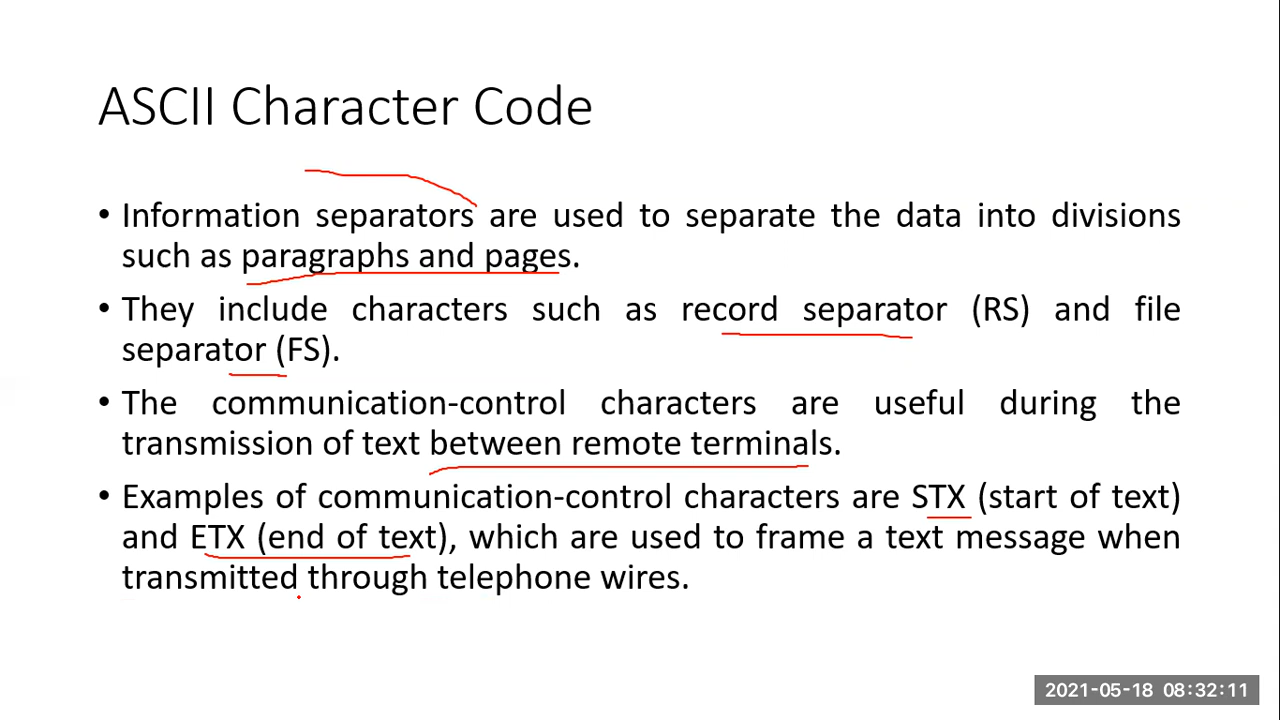 ASCII Character Code
• Information separators are used to separate the data into divisions
such as paragraphs and pages.
• They include characters such as record separator (RS) and file
separator (FS).
• The communication-control characters are useful during the
transmission of text between remote terminals.
• Examples of communication-control characters are STX (start of text)
and ETX (end of text), which are used to frame a text message when
transmitted through telephone wires.
2021-05-18 08:32:11